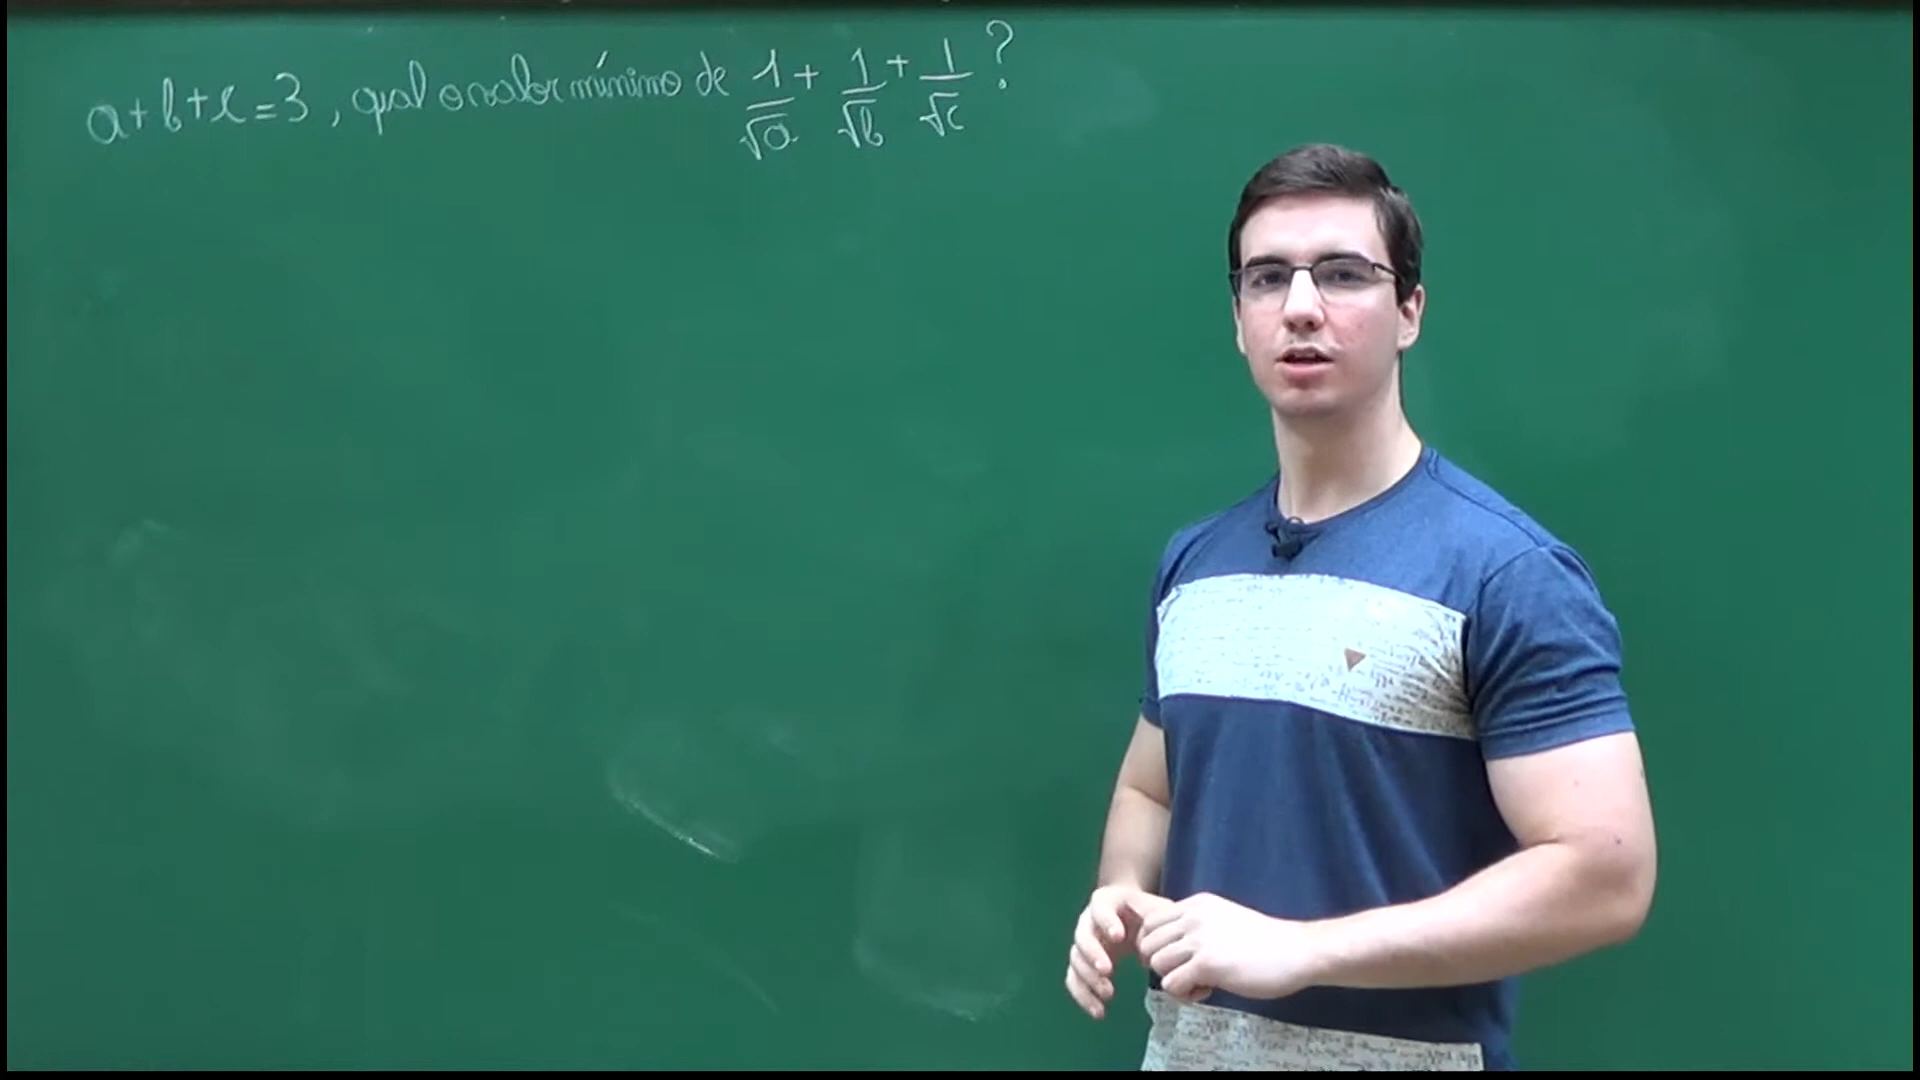 a+b+c=3, qual o valor mínimo de 1/√a + 1/√b + 1/√c ?